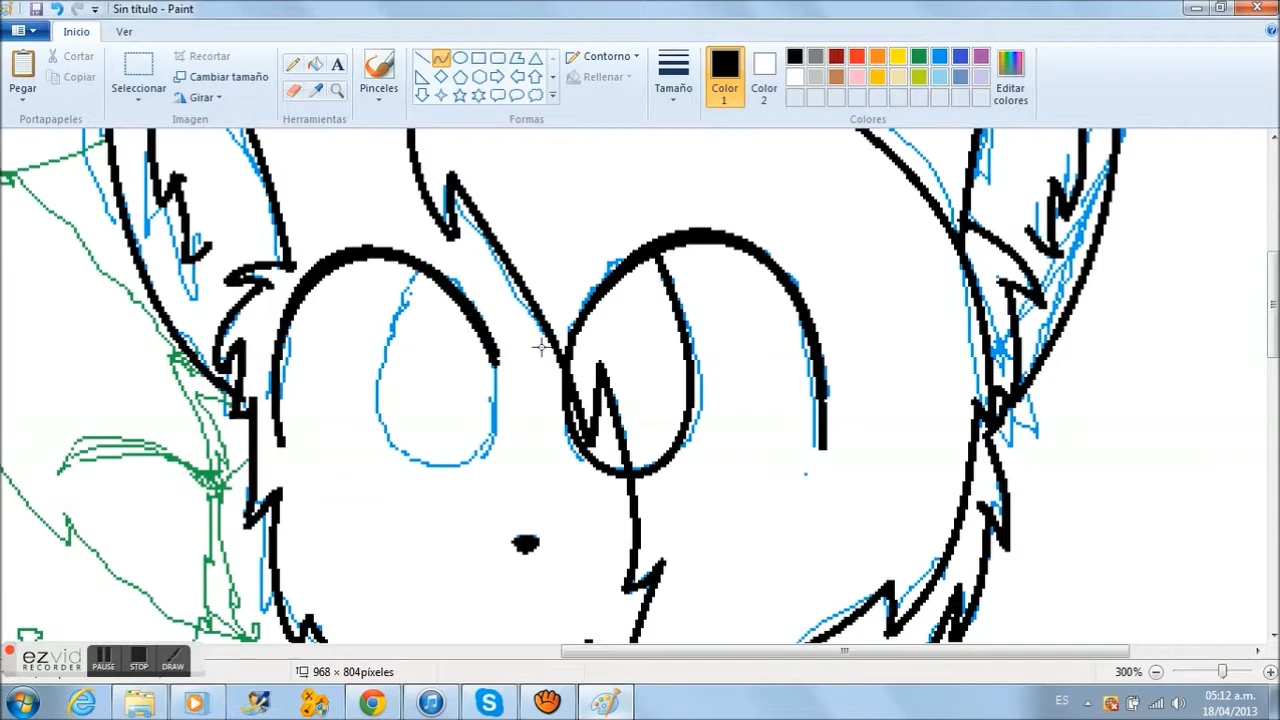 Sin título - Paint
Inicio Ver
Pegar
Cortar
Copiar
Portapapeles
Seleccionar
Recortar
Cambiar tamaño
Girar
Imagen
A
Herramientas
Pinceles
Contorno
Rellenar
Formas
Tamaño
Color 1
Color 2
Editar colores
Colores
ezvid
RECORDER
PAUSE STOP DRAW
968 × 804píxeles
300%
ES
05:12 a.m.
18/04/2013